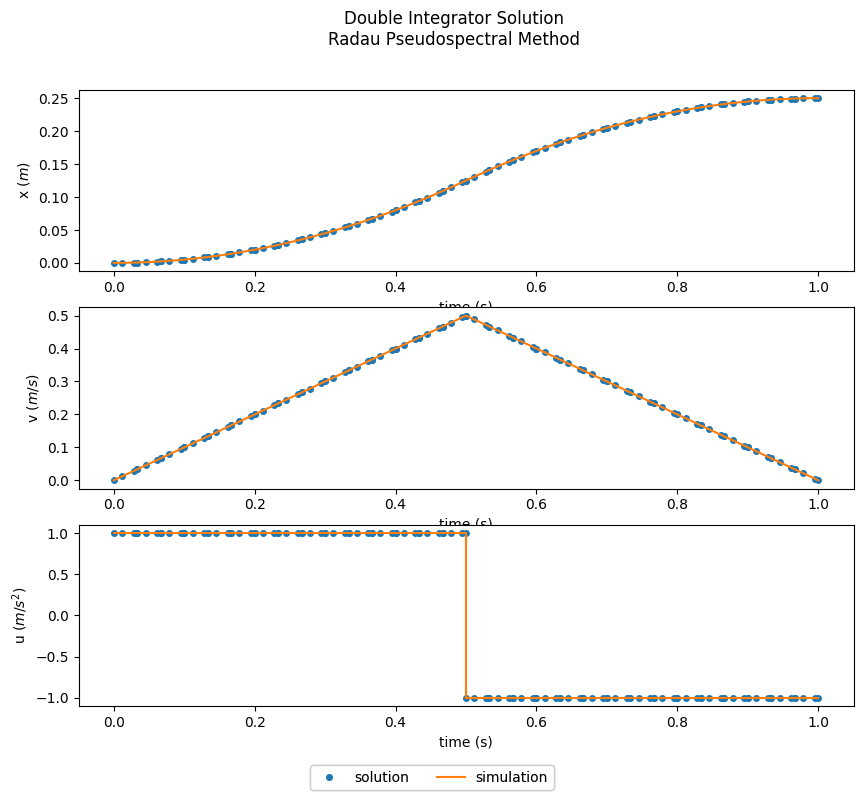 Double Integrator Solution
Radau Pseudospectral Method
0.25
0.20
0.15
0.10
0.05
0.00
x (m)
0.0 0.2 0.4 0.6 0.8 1.0
time (s)
0.5
0.4
0.3
0.2
0.1
0.0
v (m/s)
0.0 0.2 0.4 0.6 0.8 1.0
time (s)
1.0
0.5
0.0
−0.5
−1.0
u (m/s²)
0.0 0.2 0.4 0.6 0.8 1.0
time (s)
solution simulation